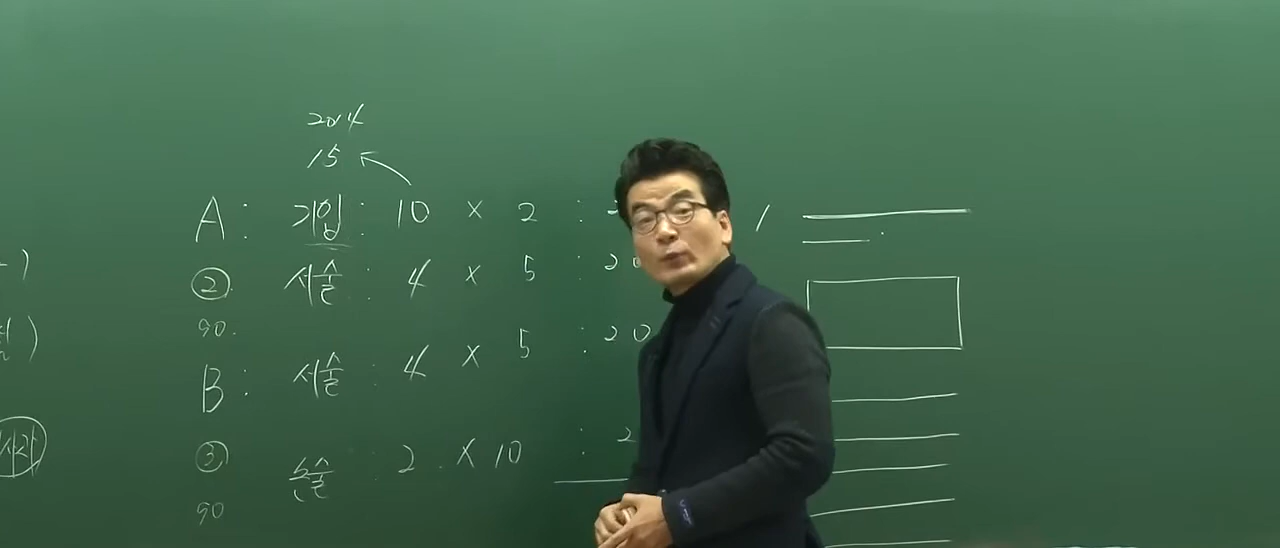 2014
15
A: 기입: 10 × 2 : 2
② 서술: 4 × 5 : 20
90.
B: 서술: 4 × 5 : 20
③ 논술: 2 × 10 : 2
90